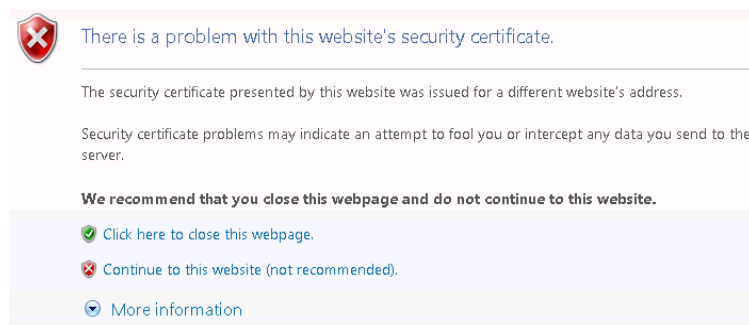 There is a problem with this website's security certificate.
The security certificate presented by this website was issued for a different website's address.
Security certificate problems may indicate an attempt to fool you or intercept any data you send to the
server.
We recommend that you close this webpage and do not continue to this website.
Click here to close this webpage.
Continue to this website (not recommended).
More information